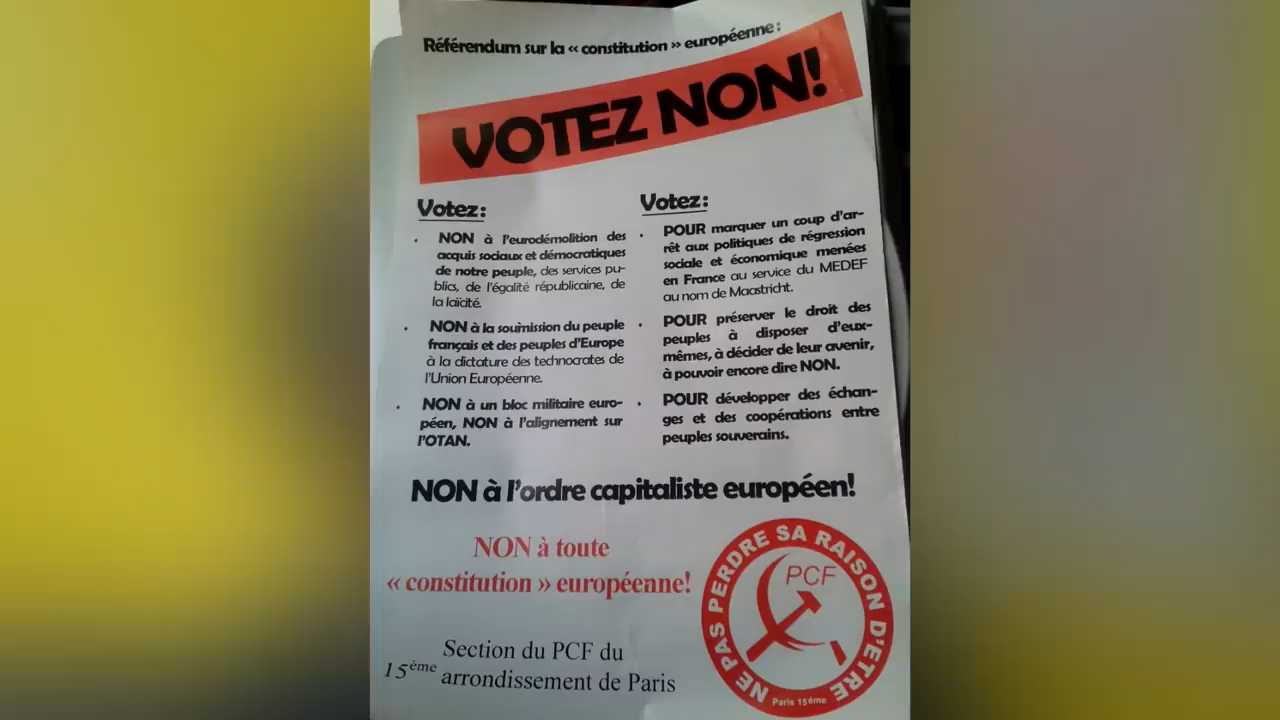 Référendum sur la « constitution » européenne :
VOTEZ NON!
Votez:
• NON à l'eurodémolition des
acquis sociaux et démocratiques
de notre peuple, des services pu-
blics, de l'égalité républicaine, de
la laïcité.
• NON à la soumission du peuple
français et des peuples d'Europe
à la dictature des technocrates de
l'Union Européenne.
• NON à un bloc militaire euro-
péen, NON à l'alignement sur
l'OTAN.
Votez:
• POUR marquer un coup d'ar-
rêt aux politiques de régression
sociale et économique menées
en France au service du MEDEF
au nom de Maastricht.
• POUR préserver le droit des
peuples à disposer d'eux-
mêmes, à décider de leur avenir,
à pouvoir encore dire NON.
• POUR développer des échan-
ges et des coopérations entre
peuples souverains.
NON à l'ordre capitaliste européen!
NON à toute
« constitution » européenne!
Section du PCF du
15ème arrondissement de Paris
NE PAS PERDRE SA RAISON D'ETRE
PCF
Paris 15ème